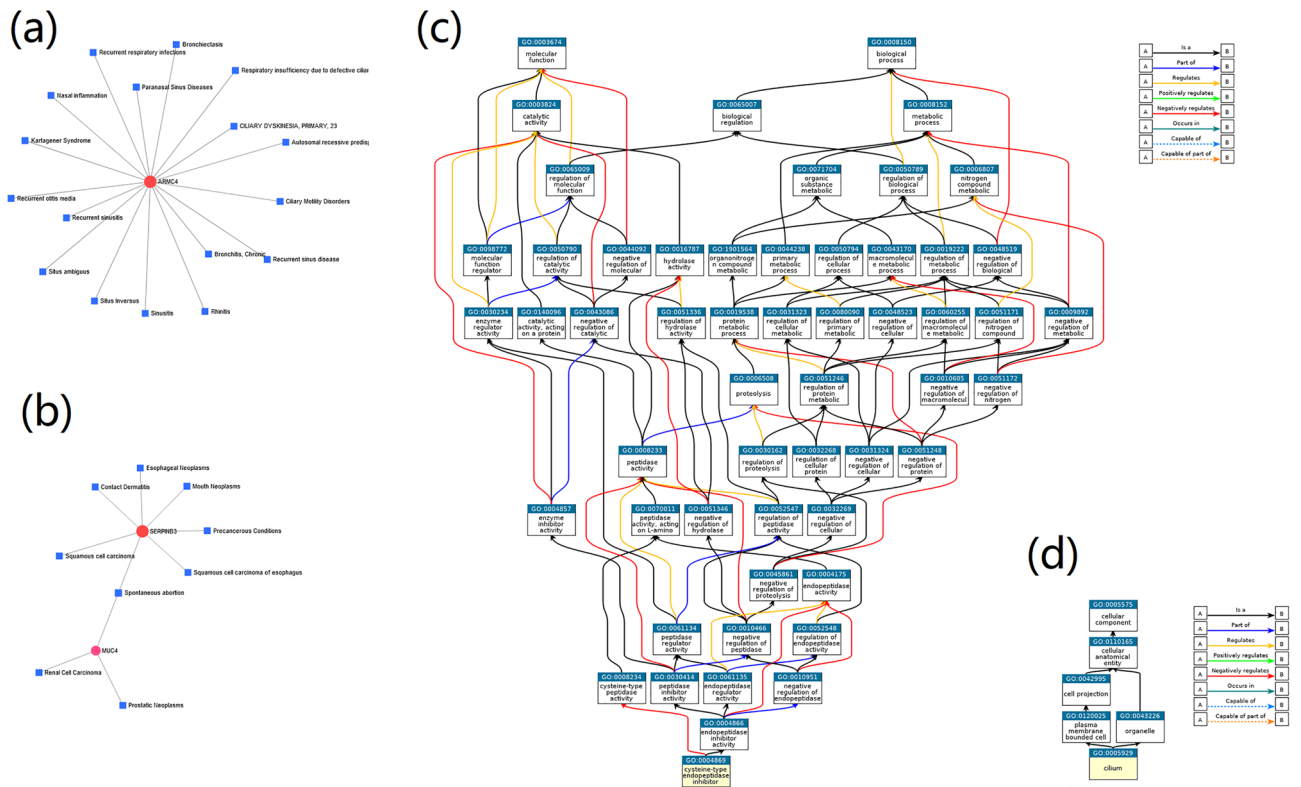 (a)
Bronchiectasis
Recurrent respiratory infections
Respiratory insufficiency due to defective ciliar
Paranasal Sinus Diseases
Nasal inflammation
CILIARY DYSKINESIA, PRIMARY, 23
Kartagener Syndrome
Autosomal recessive predisp
ARMC4
Recurrent otitis media
Ciliary Motility Disorders
Recurrent sinusitis
Bronchitis, Chronic
Recurrent sinus disease
Situs ambiguus
Situs Inversus
Sinusitis
Rhinitis
(b)
Esophageal Neoplasms
Contact Dermatitis
Mouth Neoplasms
SERPINB3
Precancerous Conditions
Squamous cell carcinoma
Squamous cell carcinoma of esophagus
Spontaneous abortion
MUC4
Renal Cell Carcinoma
Prostatic Neoplasms
(c)
GO:0003674
molecular
function
GO:0008150
biological
process
GO:0003824
catalytic
activity
GO:0065007
biological
regulation
GO:0008152
metabolic
process
GO:0065009
regulation of
molecular
function
GO:0071704
organic
substance
metabolic
GO:0050789
regulation of
biological
process
GO:0006807
nitrogen
compound
metabolic
GO:0098772
molecular
function
regulator
GO:0050790
regulation of
catalytic
activity
GO:0044092
negative
regulation of
molecular
GO:0016787
hydrolase
activity
GO:1901564
organonitroge
n compound
metabolic
GO:0044238
primary
metabolic
process
GO:0050794
regulation of
cellular
process
GO:0043170
macromolecul
e metabolic
process
GO:0019222
regulation of
metabolic
process
GO:0048519
negative
regulation of
biological
GO:0030234
enzyme
regulator
activity
GO:0140096
catalytic
activity, acting
on a protein
GO:0043086
negative
regulation of
catalytic
GO:0051336
regulation of
hydrolase
activity
GO:0019538
protein
metabolic
process
GO:0031323
regulation of
cellular
metabolic
GO:0080090
regulation of
primary
metabolic
GO:0048523
negative
regulation of
cellular
GO:0060255
regulation of
macromolecul
e metabolic
GO:0051171
regulation of
nitrogen
compound
GO:0009892
negative
regulation of
metabolic
GO:0006508
proteolysis
GO:0051246
regulation of
protein
metabolic
GO:0010605
negative
regulation of
macromolecul
GO:0051172
negative
regulation of
nitrogen
GO:0008233
peptidase
activity
GO:0030162
regulation of
proteolysis
GO:0032268
regulation of
cellular
protein
GO:0031324
negative
regulation of
cellular
GO:0051248
negative
regulation of
protein
GO:0004857
enzyme
inhibitor
activity
GO:0070011
peptidase
activity, acting
on L-amino
GO:0051346
negative
regulation of
hydrolase
GO:0052547
regulation of
peptidase
activity
GO:0032269
negative
regulation of
cellular
GO:0045861
negative
regulation of
proteolysis
GO:0004175
endopeptidase
activity
GO:0061134
peptidase
regulator
activity
GO:0010466
negative
regulation of
peptidase
GO:0052548
regulation of
endopeptidase
activity
GO:0008234
cysteine-type
peptidase
activity
GO:0030414
peptidase
inhibitor
activity
GO:0061135
endopeptidase
regulator
activity
GO:0010951
negative
regulation of
endopeptidase
GO:0004866
endopeptidase
inhibitor
activity
GO:0004869
cysteine-type
endopeptidase
inhibitor
A Is a B
A Part of B
A Regulates B
A Positively regulates B
A Negatively regulates B
A Occurs in B
A Capable of B
A Capable of part of B
(d)
GO:0005575
cellular
component
GO:0110165
cellular
anatomical
entity
GO:0042995
cell projection
GO:0120025
plasma
membrane
bounded cell
GO:0043226
organelle
GO:0005929
cilium
A Is a B
A Part of B
A Regulates B
A Positively regulates B
A Negatively regulates B
A Occurs in B
A Capable of B
A Capable of part of B